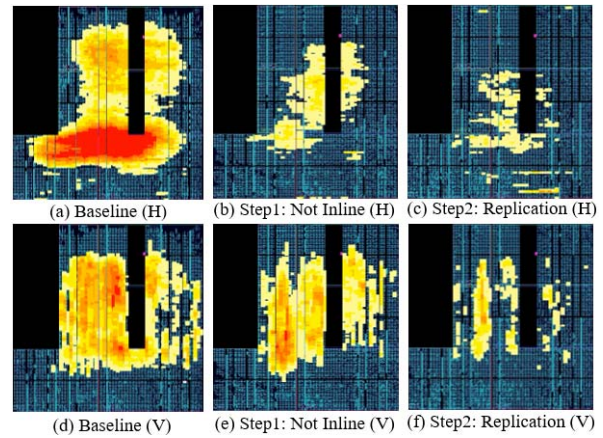 (a) Baseline (H)
(b) Step1: Not Inline (H)
(c) Step2: Replication (H)
(d) Baseline (V)
(e) Step1: Not Inline (V)
(f) Step2: Replication (V)